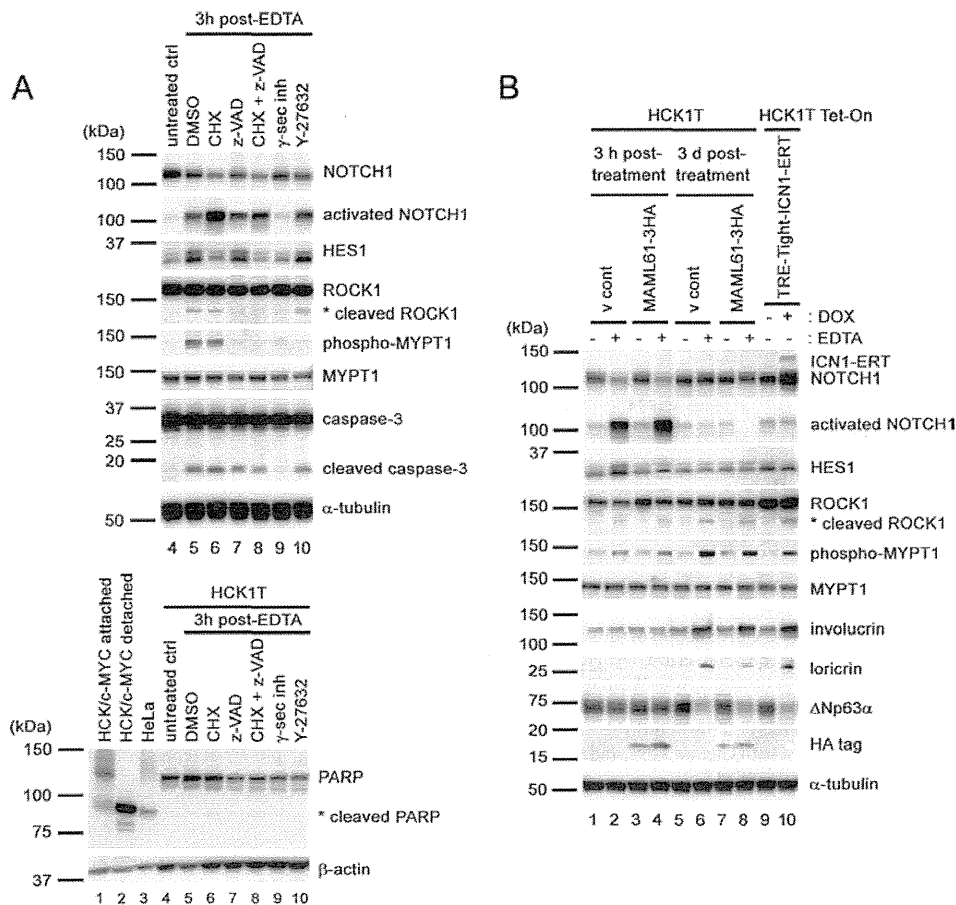 A
3h post-EDTA
untreated ctrl
DMSO
CHX
z-VAD
CHX + z-VAD
γ-sec inh
Y-27632
(kDa)
150
100
NOTCH1
100
activated NOTCH1
37
HES1
ROCK1
150
* cleaved ROCK1
phospho-MYPT1
150
MYPT1
37
caspase-3
25
20
cleaved caspase-3
50
α-tubulin
4 5 6 7 8 9 10
HCK1T
3h post-EDTA
HCK/c-MYC attached
HCK/c-MYC detached
HeLa
untreated ctrl
DMSO
CHX
z-VAD
CHX + z-VAD
γ-sec inh
Y-27632
(kDa)
150
PARP
100
* cleaved PARP
75
β-actin
37
1 2 3 4 5 6 7 8 9 10
B
HCK1T
HCK1T Tet-On
3 h post-treatment
3 d post-treatment
TRE-Tight-ICN1-ERT
v cont
MAML61-3HA
v cont
MAML61-3HA
(kDa)
- + : DOX
- + - + - + - + : EDTA
150
ICN1-ERT
NOTCH1
100
activated NOTCH1
100
37
HES1
ROCK1
150
* cleaved ROCK1
150
phospho-MYPT1
150
MYPT1
involucrin
100
loricrin
25
75
ΔNp63α
50
20
HA tag
15
50
α-tubulin
1 2 3 4 5 6 7 8 9 10